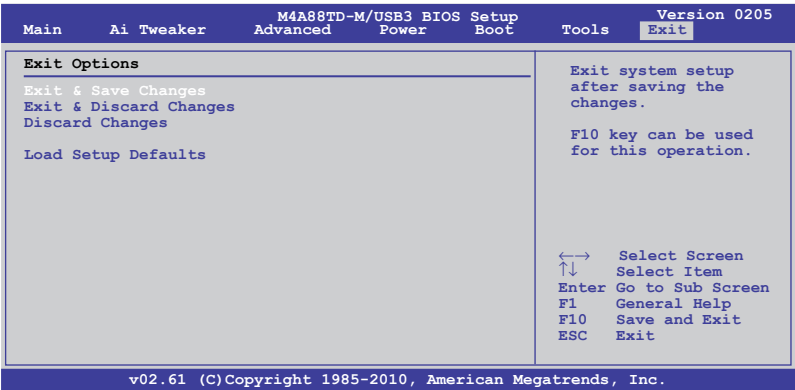 M4A88TD-M/USB3 BIOS Setup Version 0205
Main Ai Tweaker Advanced Power Boot Tools Exit
Exit Options
Exit & Save Changes
Exit & Discard Changes
Discard Changes
Load Setup Defaults
Exit system setup
after saving the
changes.
F10 key can be used
for this operation.
←→ Select Screen
↑↓ Select Item
Enter Go to Sub Screen
F1 General Help
F10 Save and Exit
ESC Exit
v02.61 (C)Copyright 1985-2010, American Megatrends, Inc.